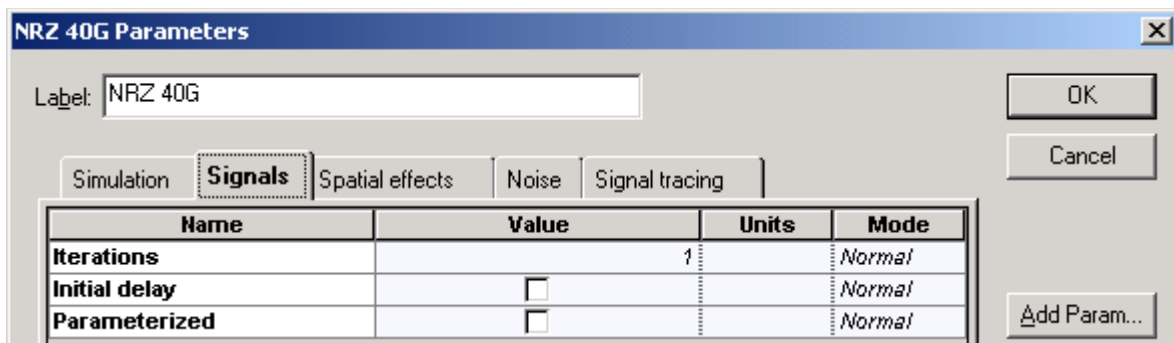 NRZ 40G Parameters
Label: NRZ 40G
OK
Cancel
Simulation Signals Spatial effects Noise Signal tracing
Name Value Units Mode
Iterations 1 Normal
Initial delay Normal
Parameterized Normal
Add Param...